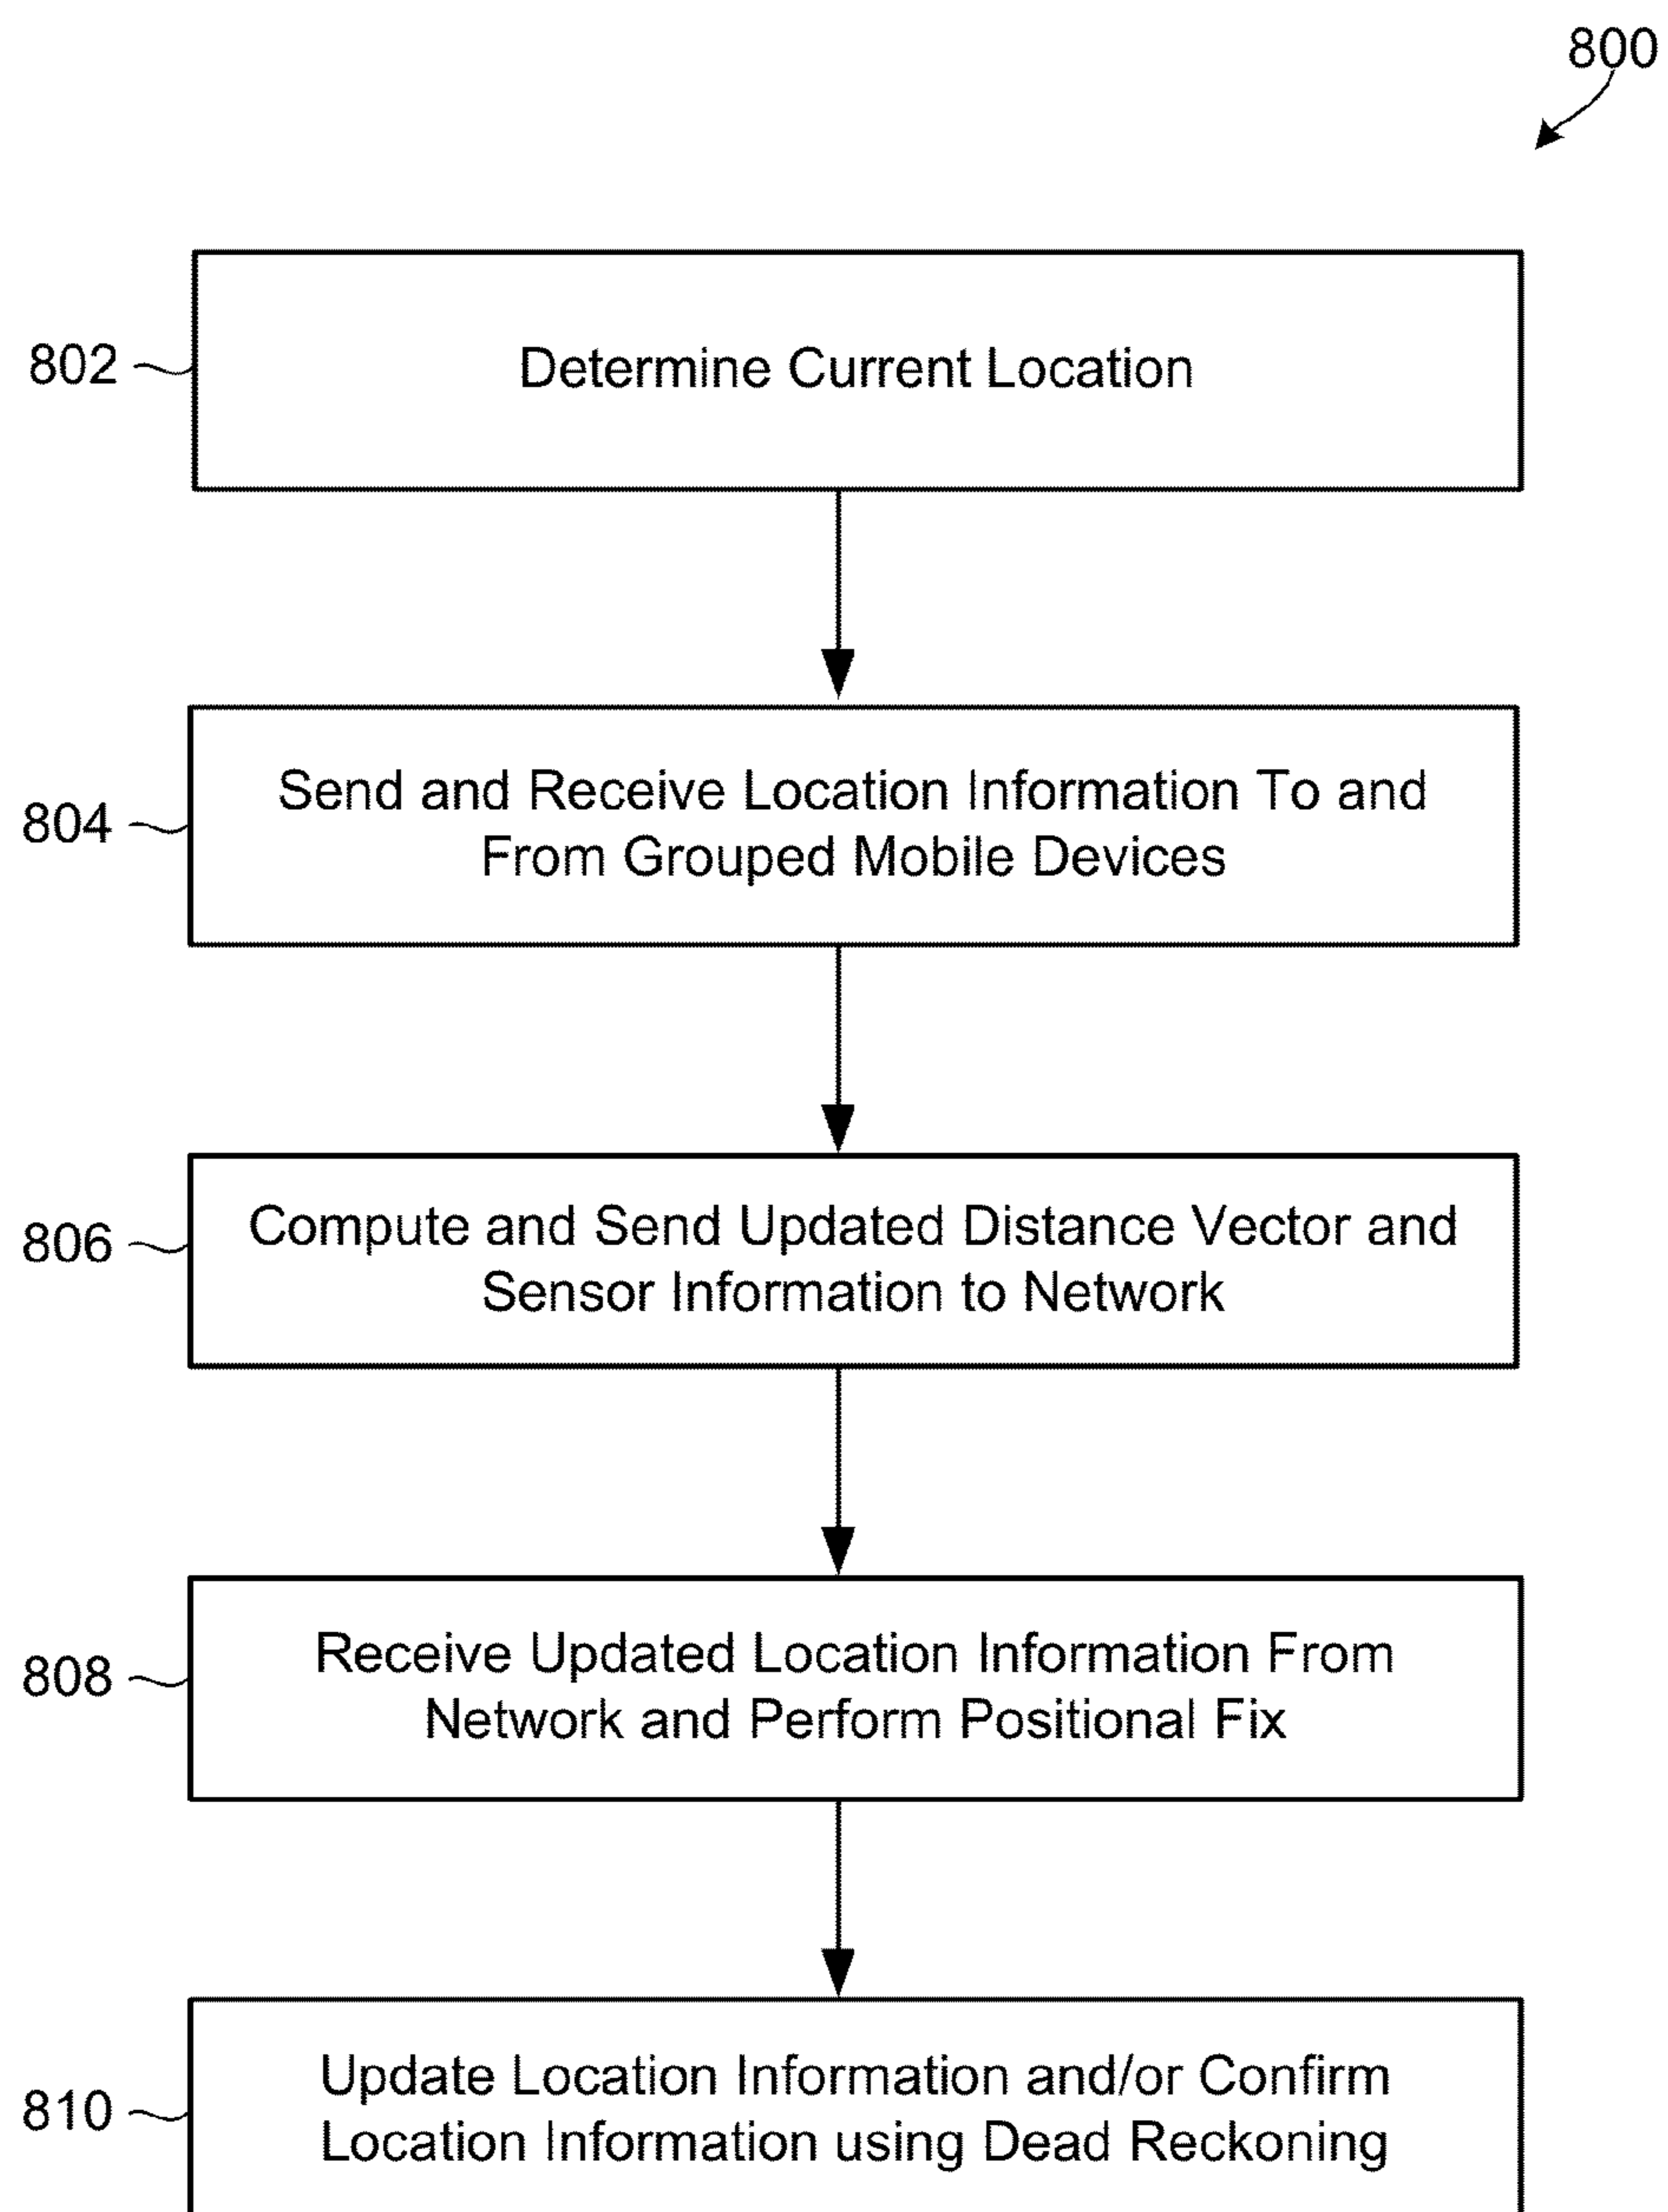 800
802
Determine Current Location
804
Send and Receive Location Information To and
From Grouped Mobile Devices
806
Compute and Send Updated Distance Vector and
Sensor Information to Network
808
Receive Updated Location Information From
Network and Perform Positional Fix
810
Update Location Information and/or Confirm
Location Information using Dead Reckoning